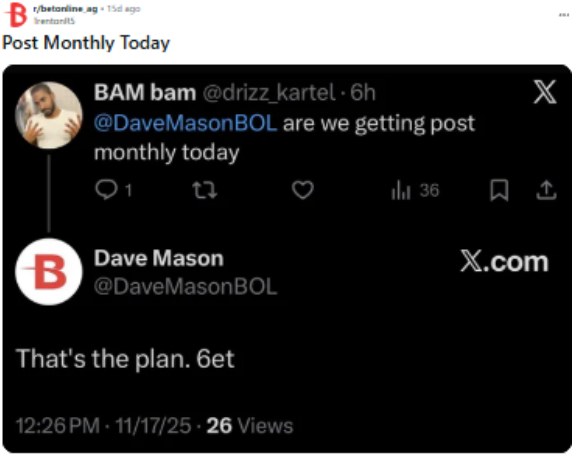 r/betonline_ag • 15d ago
TrentonltS
Post Monthly Today
BAM bam @drizz_kartel · 6h
@DaveMasonBOL are we getting post
monthly today
1
36
B
Dave Mason
@DaveMasonBOL
X.com
That's the plan. 6et
12:26 PM · 11/17/25 · 26 Views